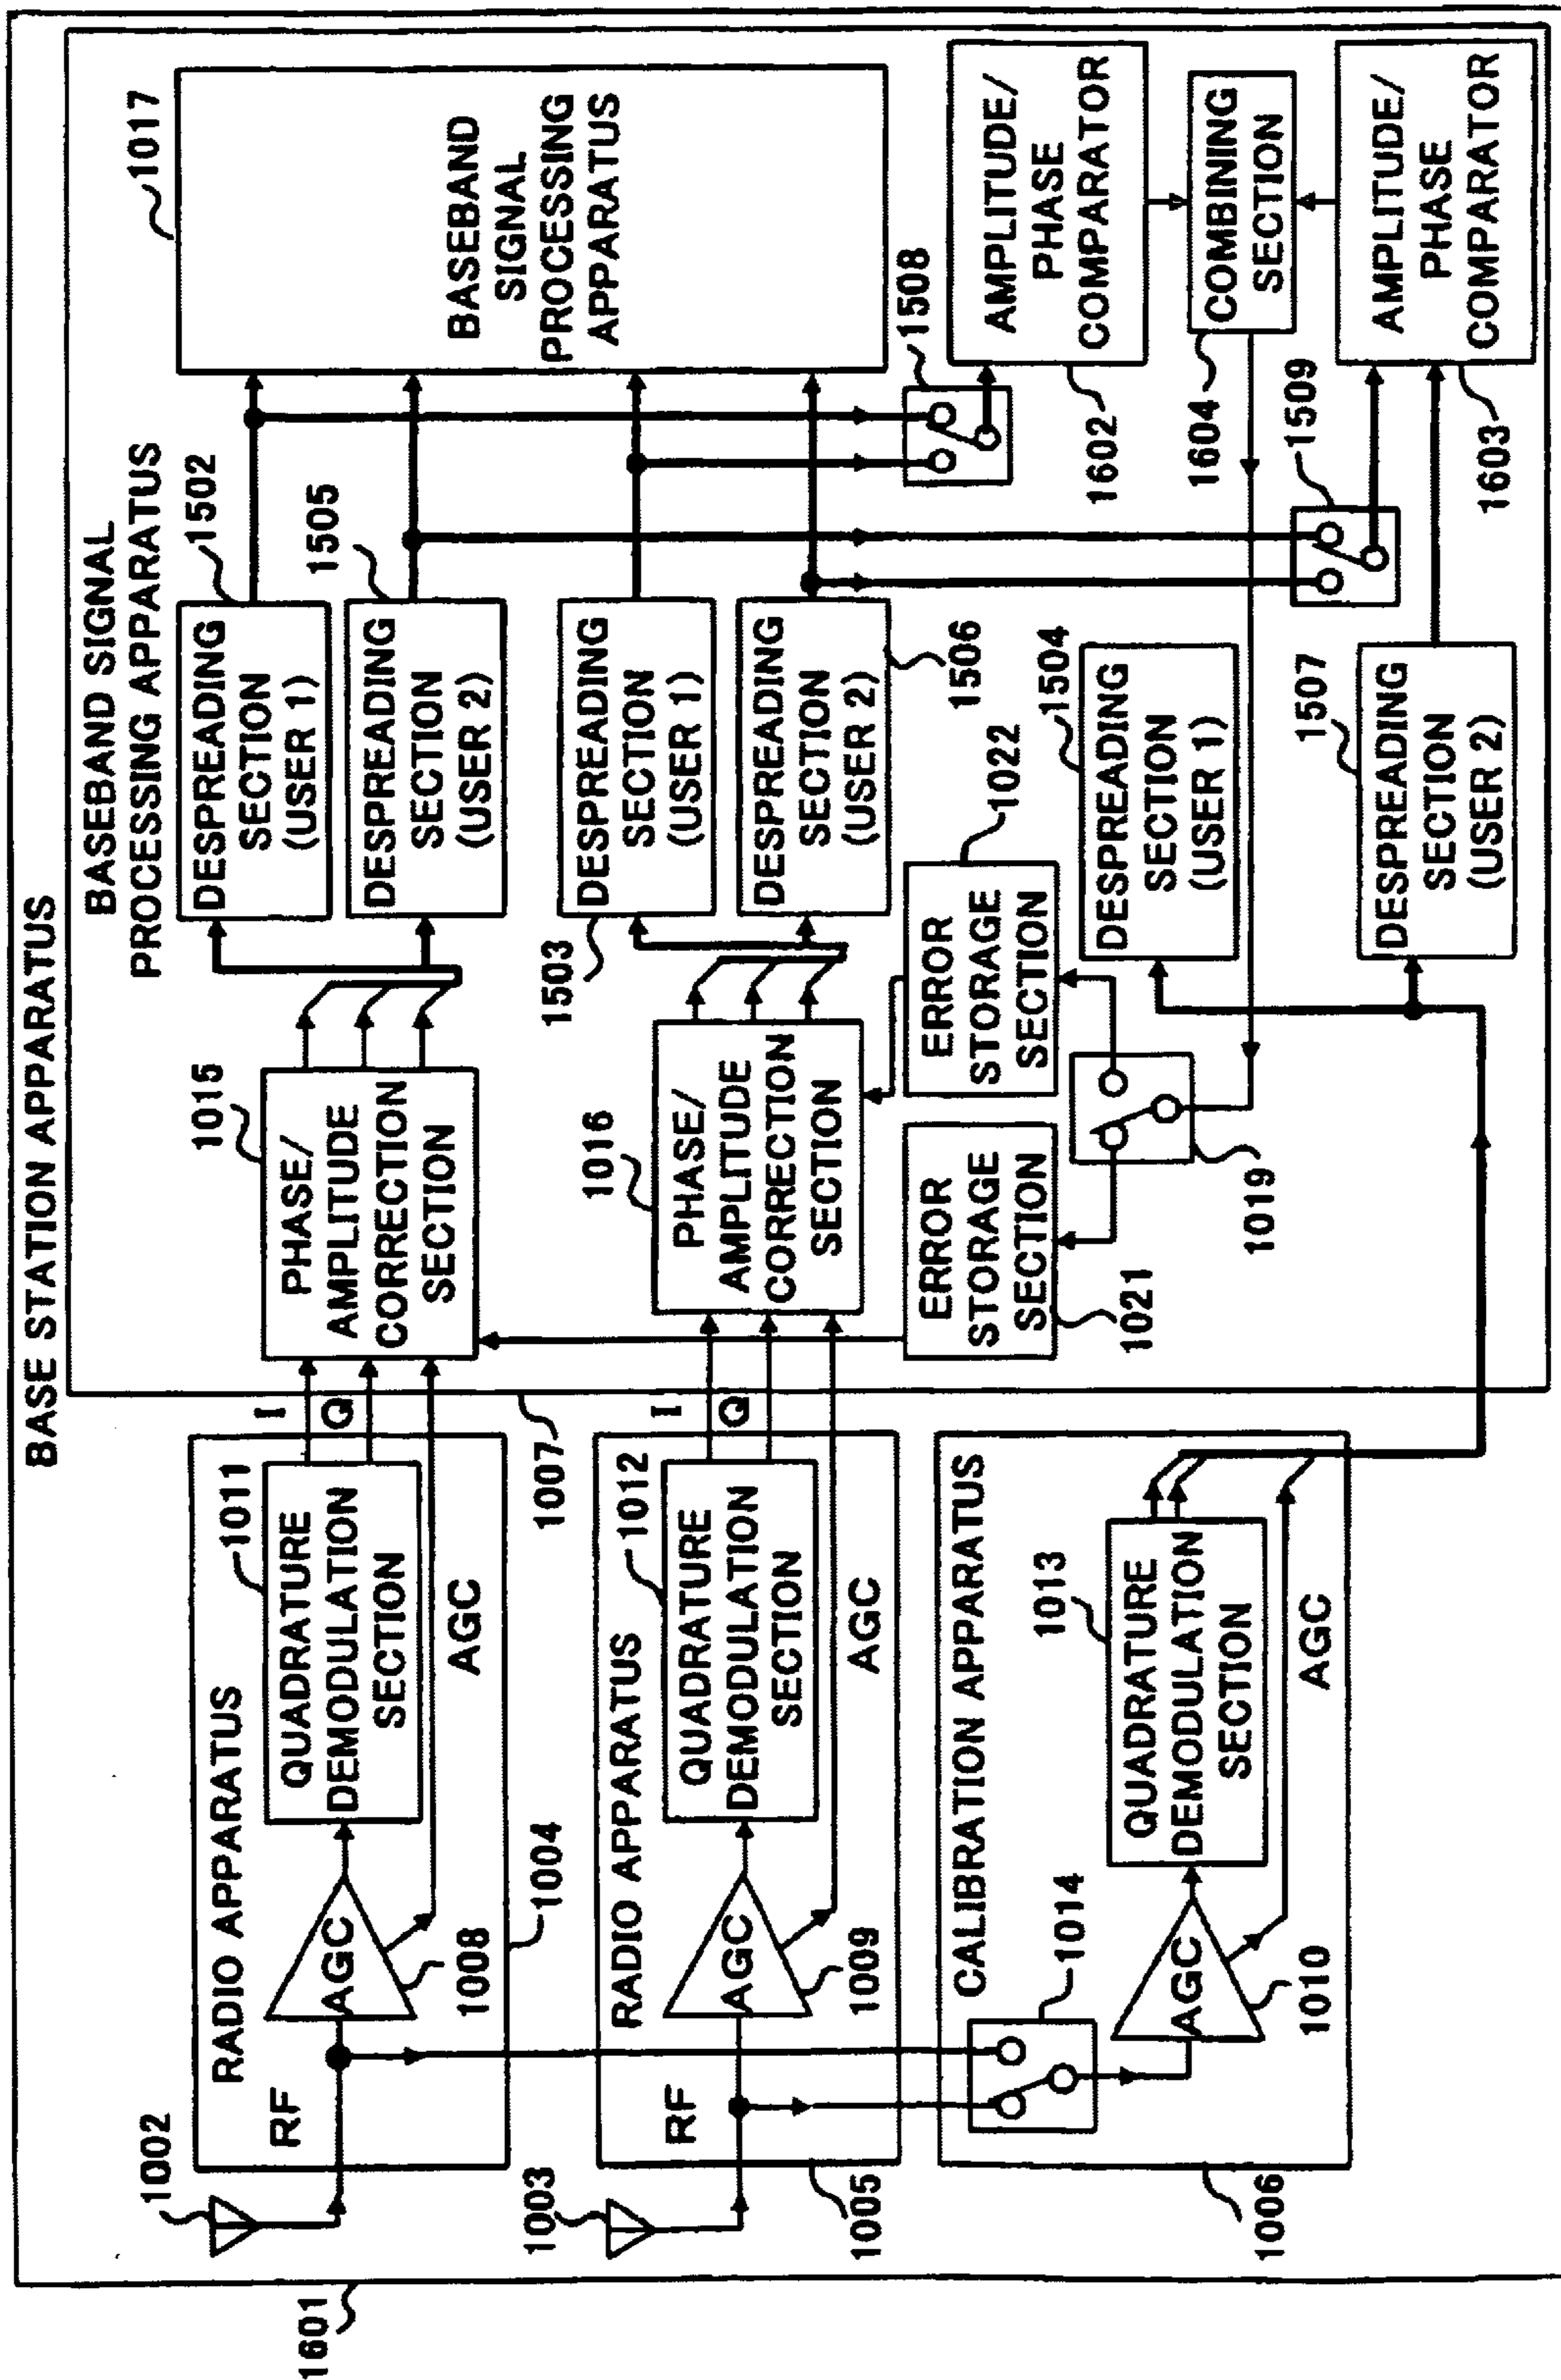 BASE STATION APPARATUS
1601
1002
RADIO APPARATUS
RF
AGC
1008
1004
1011
QUADRATURE
DEMODULATION
SECTION
AGC
I
Q
1003
RADIO APPARATUS
RF
AGC
1009
1005
1012
QUADRATURE
DEMODULATION
SECTION
AGC
I
Q
1007
CALIBRATION APPARATUS
1014
AGC
1010
1006
1013
QUADRATURE
DEMODULATION
SECTION
AGC
BASEBAND SIGNAL
PROCESSING APPARATUS
1015
PHASE/
AMPLITUDE
CORRECTION
SECTION
1016
PHASE/
AMPLITUDE
CORRECTION
SECTION
ERROR
STORAGE
SECTION
1021
ERROR
STORAGE
SECTION
1022
1019
1502
DESPREADING
SECTION
(USER 1)
1505
DESPREADING
SECTION
(USER 2)
1503
DESPREADING
SECTION
(USER 1)
DESPREADING
SECTION
(USER 2)
1506
1504
DESPREADING
SECTION
(USER 1)
1507
DESPREADING
SECTION
(USER 2)
1017
BASEBAND
SIGNAL
PROCESSING
APPARATUS
1508
AMPLITUDE/
PHASE
COMPARATOR
1602
COMBINING
SECTION
1604
1509
AMPLITUDE/
PHASE
COMPARATOR
1603